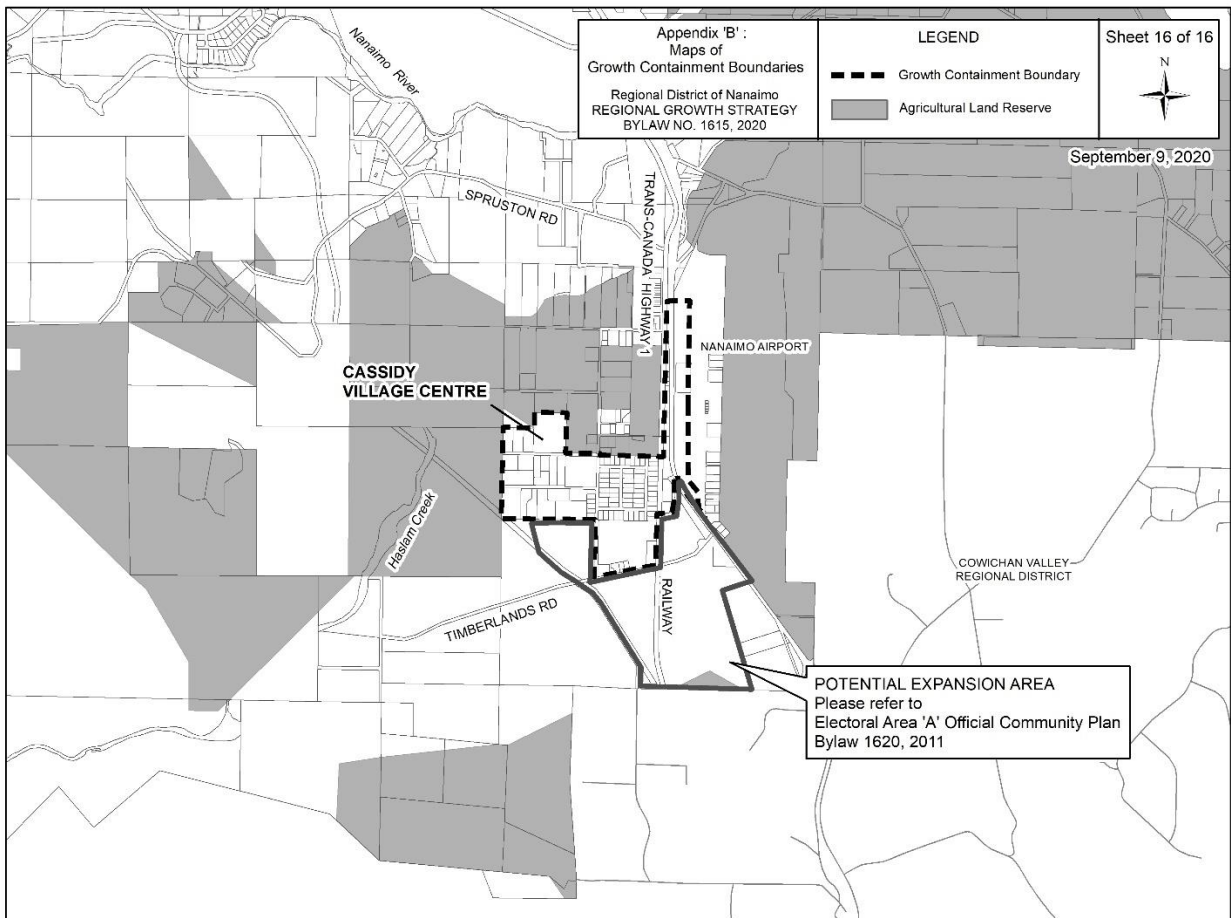 Appendix 'B' :
Maps of
Growth Containment Boundaries
Regional District of Nanaimo
REGIONAL GROWTH STRATEGY
BYLAW NO. 1615, 2020
LEGEND
Growth Containment Boundary
Agricultural Land Reserve
Sheet 16 of 16
N
September 9, 2020
Nanaimo River
SPRUSTON RD
TRANS-CANADA HIGHWAY 1
NANAIMO AIRPORT
CASSIDY
VILLAGE CENTRE
Haslam Creek
COWICHAN VALLEY
REGIONAL DISTRICT
RAILWAY
TIMBERLANDS RD
POTENTIAL EXPANSION AREA
Please refer to
Electoral Area 'A' Official Community Plan
Bylaw 1620, 2011